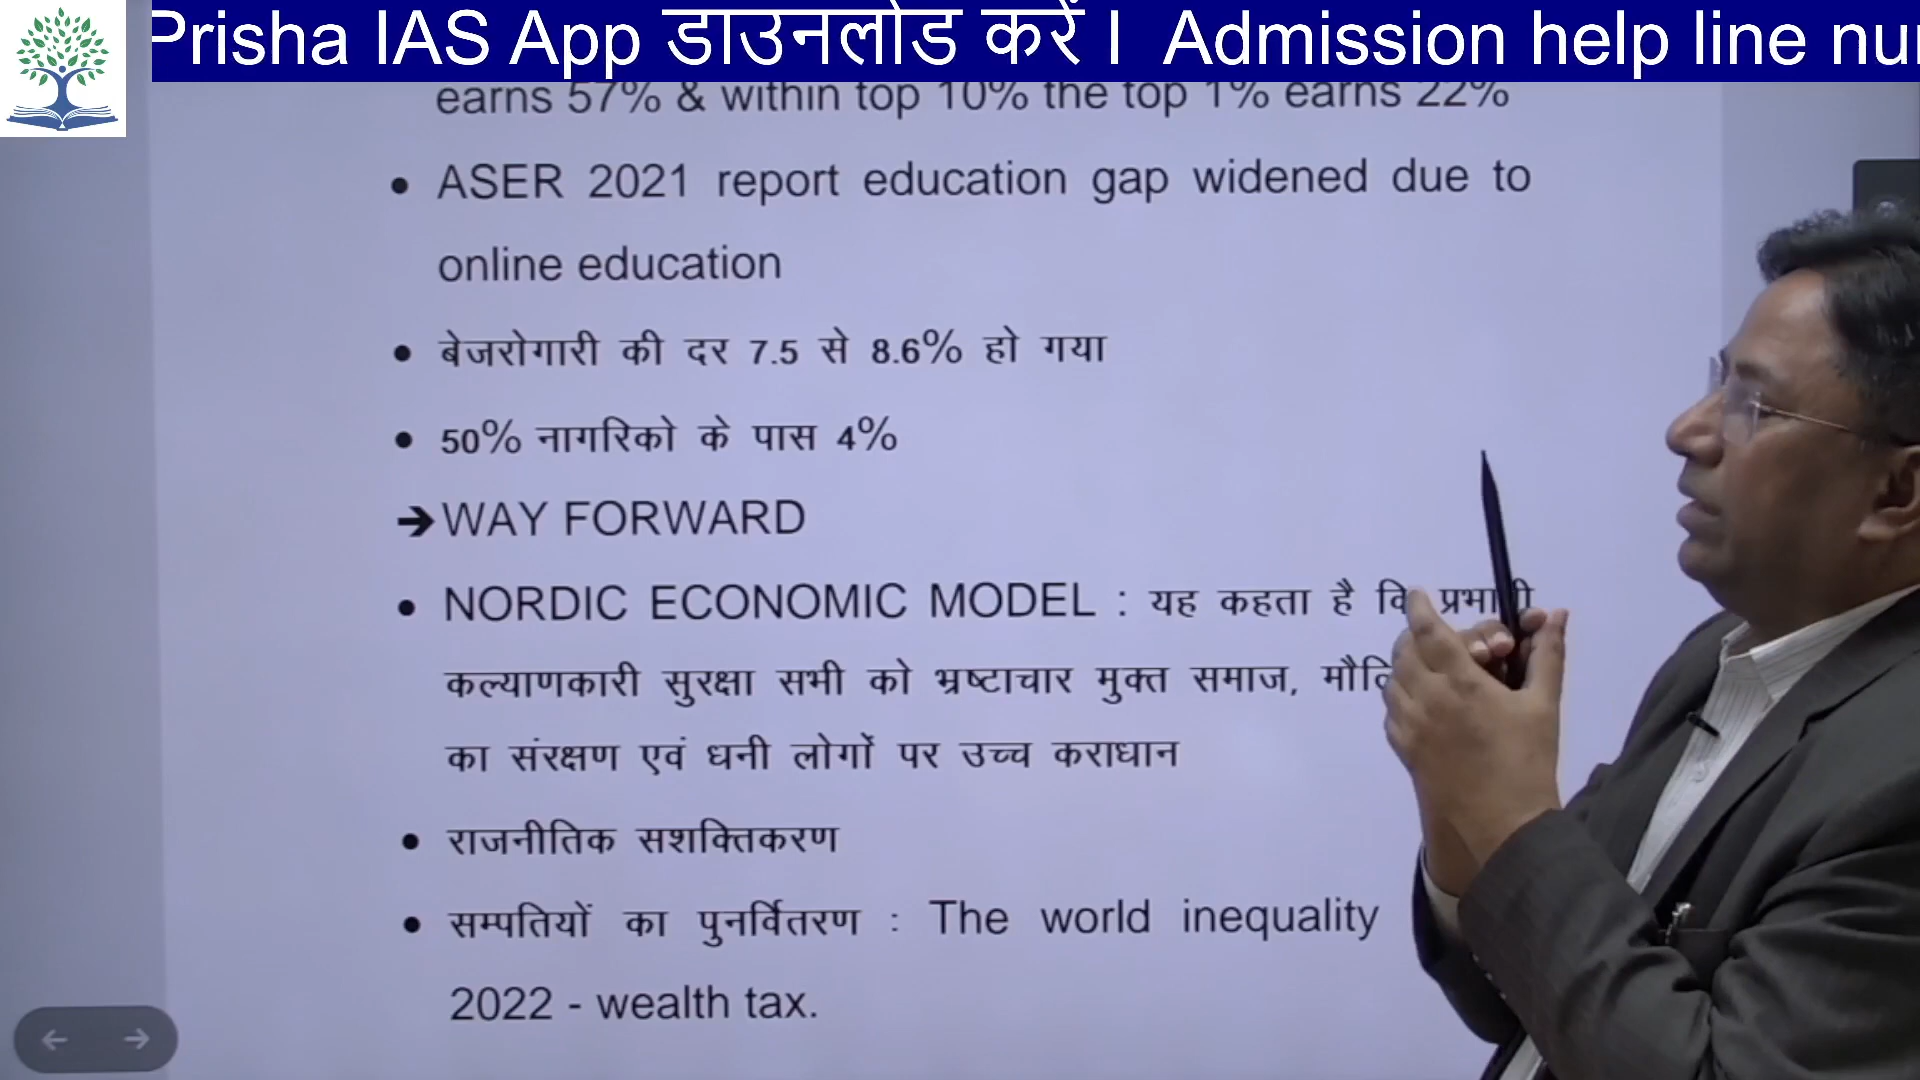 Prisha IAS App डाउनलोड करें I Admission help line
earns 57% & within top 10% the top 1% earns 22%
• ASER 2021 report education gap widened due to
online education
• बेजरोगारी की दर 7.5 से 8.6% हो गया
• 50% नागरिको के पास 4%
➔ WAY FORWARD
• NORDIC ECONOMIC MODEL : यह कहता है
कल्याणकारी सुरक्षा सभी को भ्रष्टाचार मुक्त समाज,
का संरक्षण एवं धनी लोगों पर उच्च कराधान
• राजनीतिक सशक्तिकरण
• सम्पतियों का पुनर्वितरण : The world inequality
2022 - wealth tax.